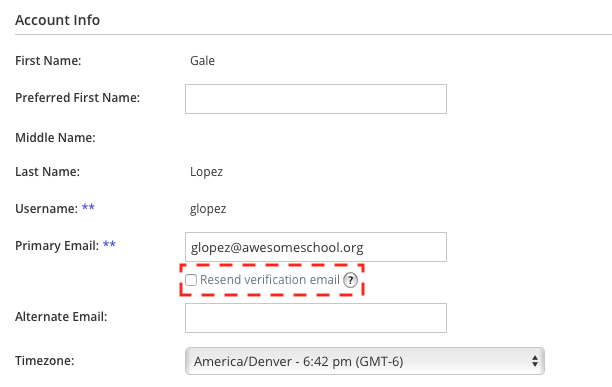 Account Info
First Name: Gale
Preferred First Name:
Middle Name:
Last Name: Lopez
Username: ** glopez
Primary Email: ** glopez@awesomeschool.org
Resend verification email ?
Alternate Email:
Timezone: America/Denver - 6:42 pm (GMT-6)